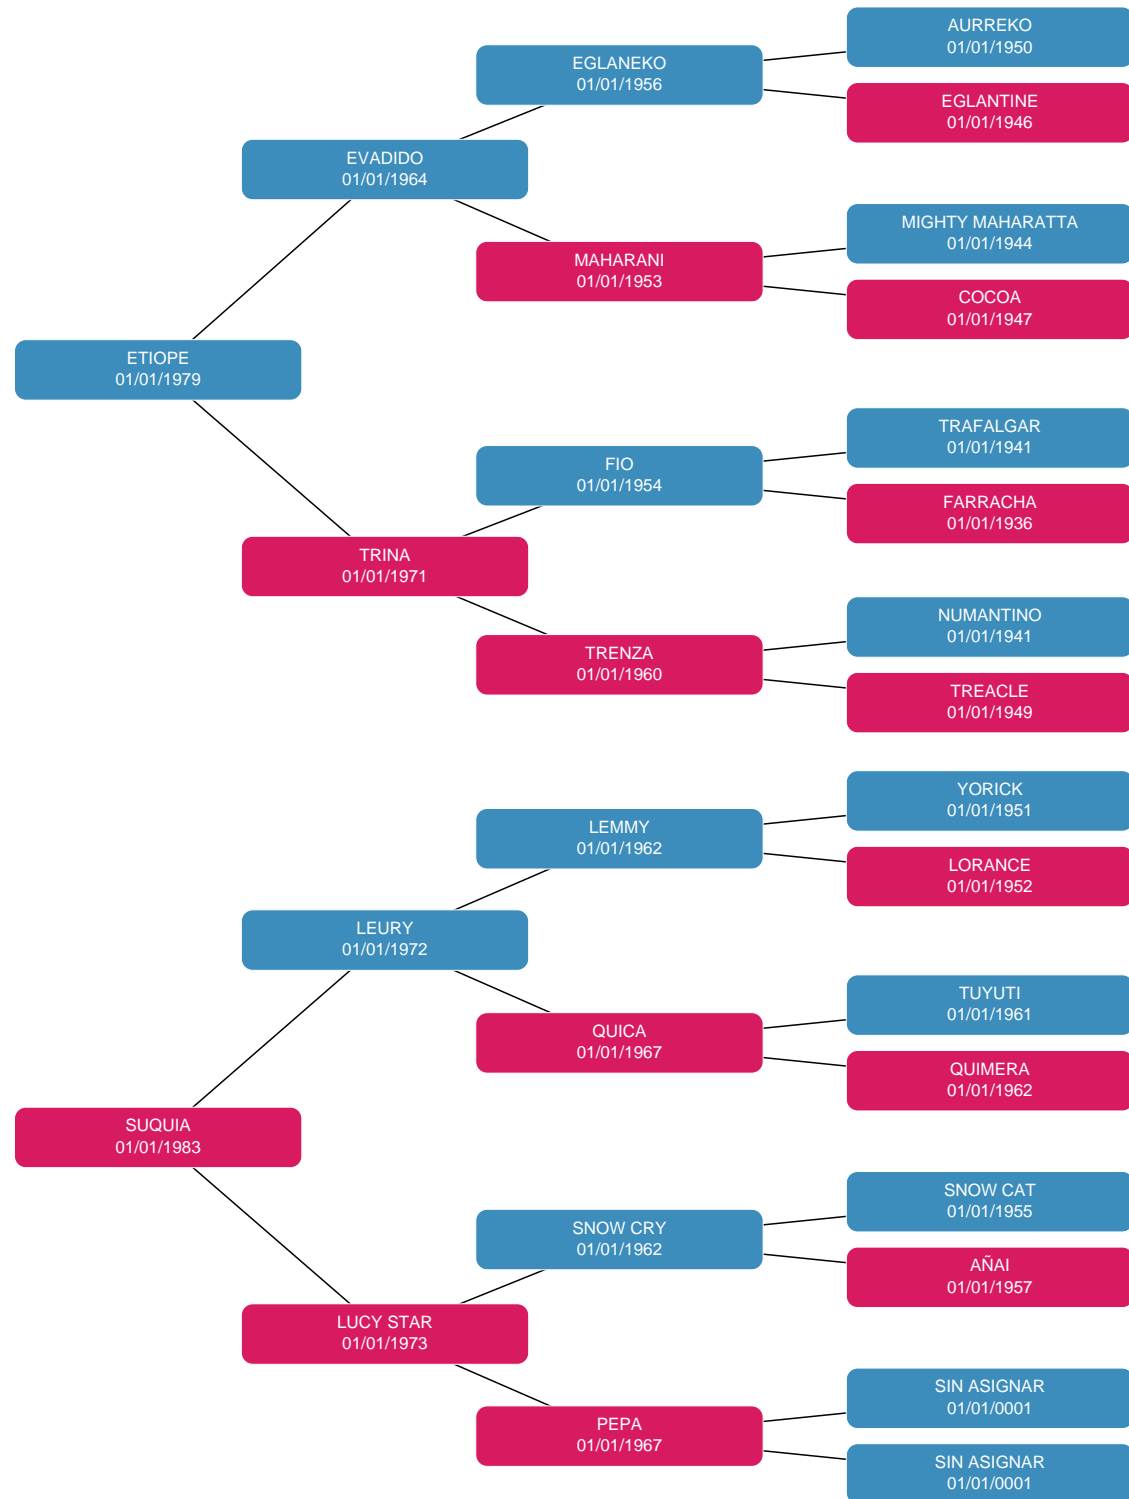 AURREKO
01/01/1950
EGLANEKO
01/01/1956
EGLANTINE
01/01/1946
EVADIDO
01/01/1964
MIGHTY MAHARATTA
01/01/1944
MAHARANI
01/01/1953
COCOA
01/01/1947
ETIOPE
01/01/1979
TRAFALGAR
01/01/1941
FIO
01/01/1954
FARRACHA
01/01/1936
TRINA
01/01/1971
NUMANTINO
01/01/1941
TRENZA
01/01/1960
TREACLE
01/01/1949
YORICK
01/01/1951
LEMMY
01/01/1962
LORANCE
01/01/1952
LEURY
01/01/1972
TUYUTI
01/01/1961
QUICA
01/01/1967
QUIMERA
01/01/1962
SUQUIA
01/01/1983
SNOW CAT
01/01/1955
SNOW CRY
01/01/1962
AÑAI
01/01/1957
LUCY STAR
01/01/1973
SIN ASIGNAR
01/01/0001
PEPA
01/01/1967
SIN ASIGNAR
01/01/0001